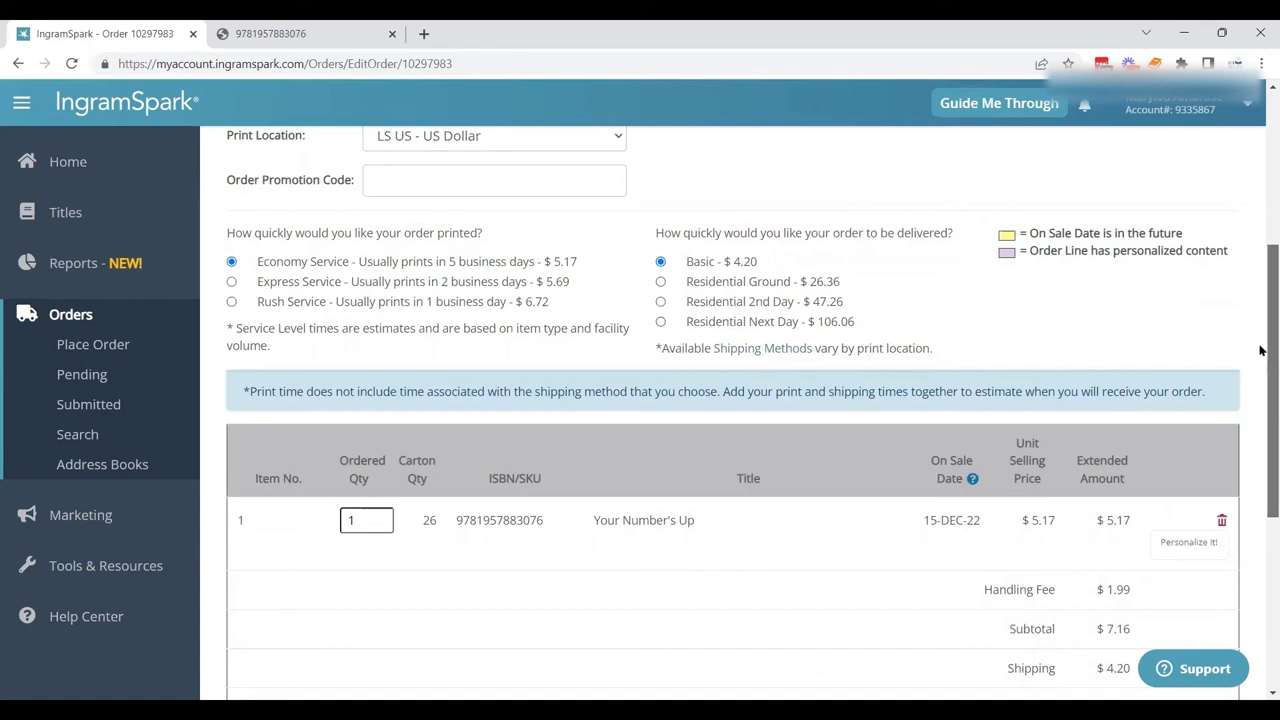 IngramSpark - Order 10297983
9781957883076
https://myaccount.ingramspark.com/Orders/EditOrder/10297983
IngramSpark®
Guide Me Through
Account#: 9335867
Home
Titles
Reports - NEW!
Orders
Place Order
Pending
Submitted
Search
Address Books
Marketing
Tools & Resources
Help Center
Print Location:
LS US - US Dollar
Order Promotion Code:
How quickly would you like your order printed?
Economy Service - Usually prints in 5 business days - $ 5.17
Express Service - Usually prints in 2 business days - $ 5.69
Rush Service - Usually prints in 1 business day - $ 6.72
* Service Level times are estimates and are based on item type and facility
volume.
How quickly would you like your order to be delivered?
Basic - $ 4.20
Residential Ground - $ 26.36
Residential 2nd Day - $ 47.26
Residential Next Day - $ 106.06
*Available Shipping Methods vary by print location.
= On Sale Date is in the future
= Order Line has personalized content
*Print time does not include time associated with the shipping method that you choose. Add your print and shipping times together to estimate when you will receive your order.
Item No.
Ordered
Qty
Carton
Qty
ISBN/SKU
Title
On Sale
Date ?
Unit
Selling
Price
Extended
Amount
1
1
26
9781957883076
Your Number's Up
15-DEC-22
$ 5.17
$ 5.17
Personalize It!
Handling Fee
$ 1.99
Subtotal
$ 7.16
Shipping
$ 4.20
Support